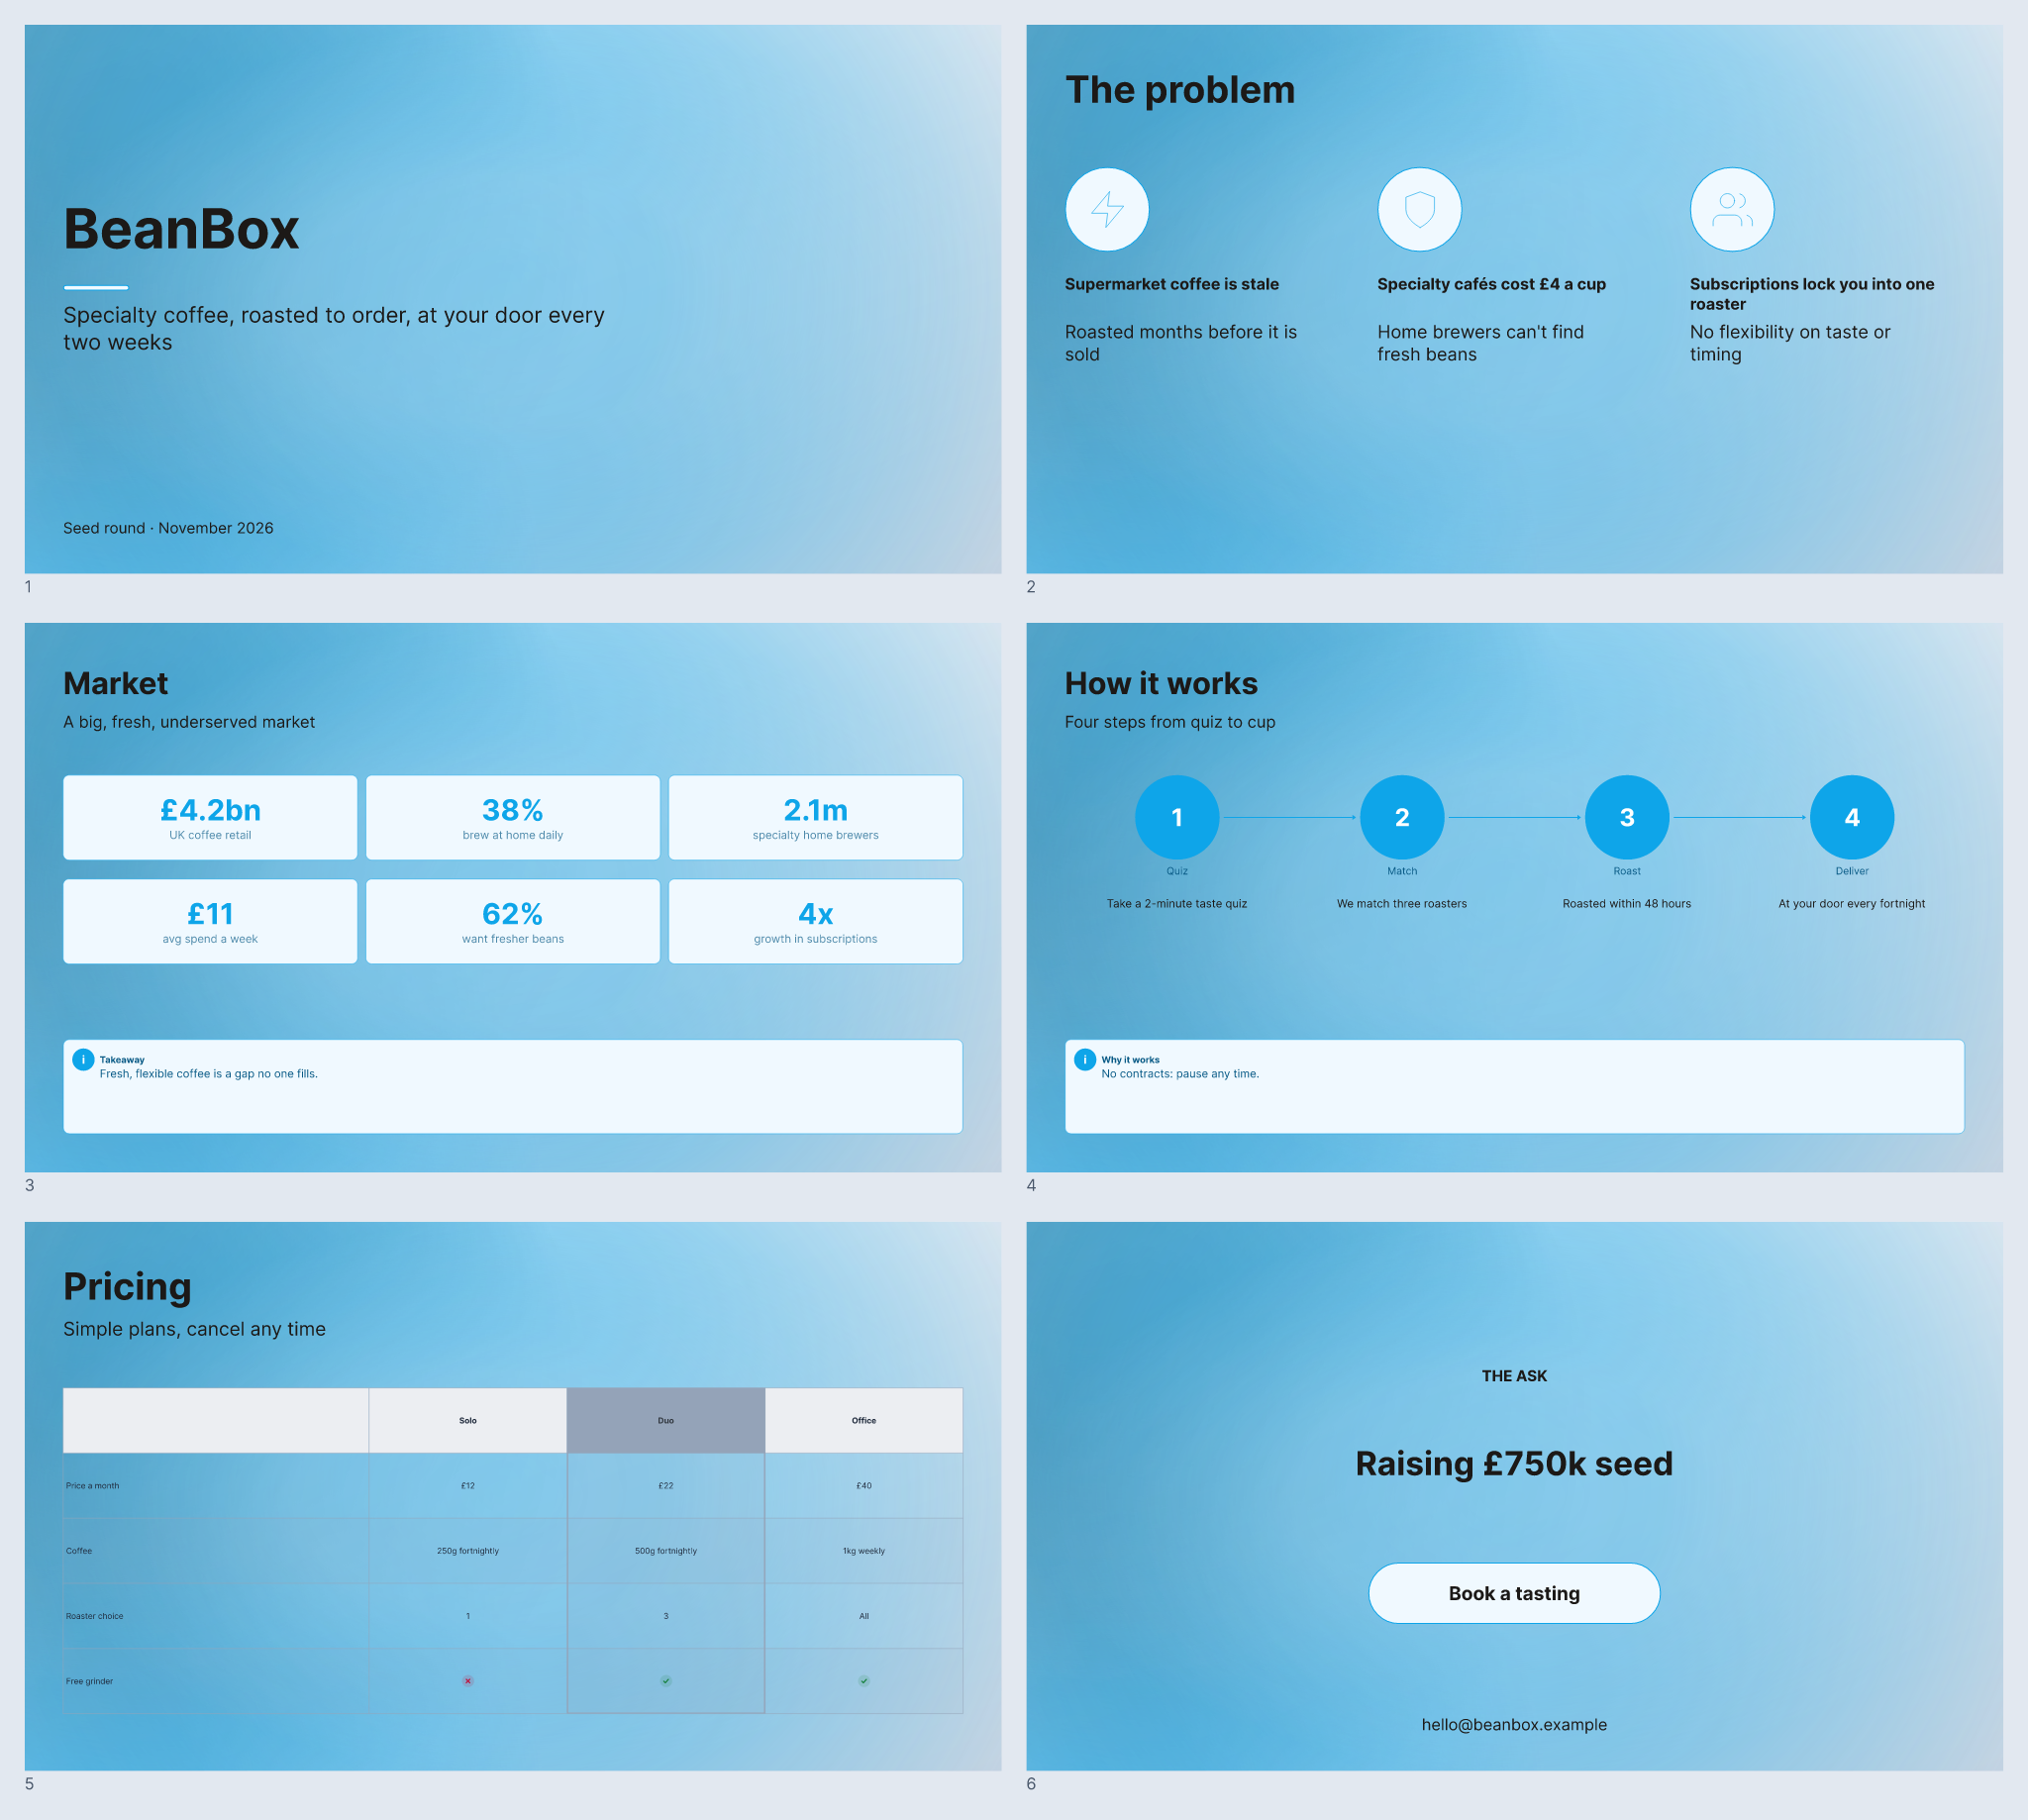 BeanBox
Specialty coffee, roasted to order, at your door every
two weeks
Seed round · November 2026
1
The problem
Supermarket coffee is stale
Roasted months before it is
sold
Specialty cafés cost £4 a cup
Home brewers can't find
fresh beans
Subscriptions lock you into one
roaster
No flexibility on taste or
timing
2
Market
A big, fresh, underserved market
£4.2bn
UK coffee retail
38%
brew at home daily
2.1m
specialty home brewers
£11
avg spend a week
62%
want fresher beans
4x
growth in subscriptions
i
Takeaway
Fresh, flexible coffee is a gap no one fills.
3
How it works
Four steps from quiz to cup
1
Quiz
Take a 2-minute taste quiz
2
Match
We match three roasters
3
Roast
Roasted within 48 hours
4
Deliver
At your door every fortnight
i
Why it works
No contracts: pause any time.
4
Pricing
Simple plans, cancel any time
Solo Duo Office
Price a month £12 £22 £40
Coffee 250g fortnightly 500g fortnightly 1kg weekly
Roaster choice 1 3 All
Free grinder
5
THE ASK
Raising £750k seed
Book a tasting
hello@beanbox.example
6